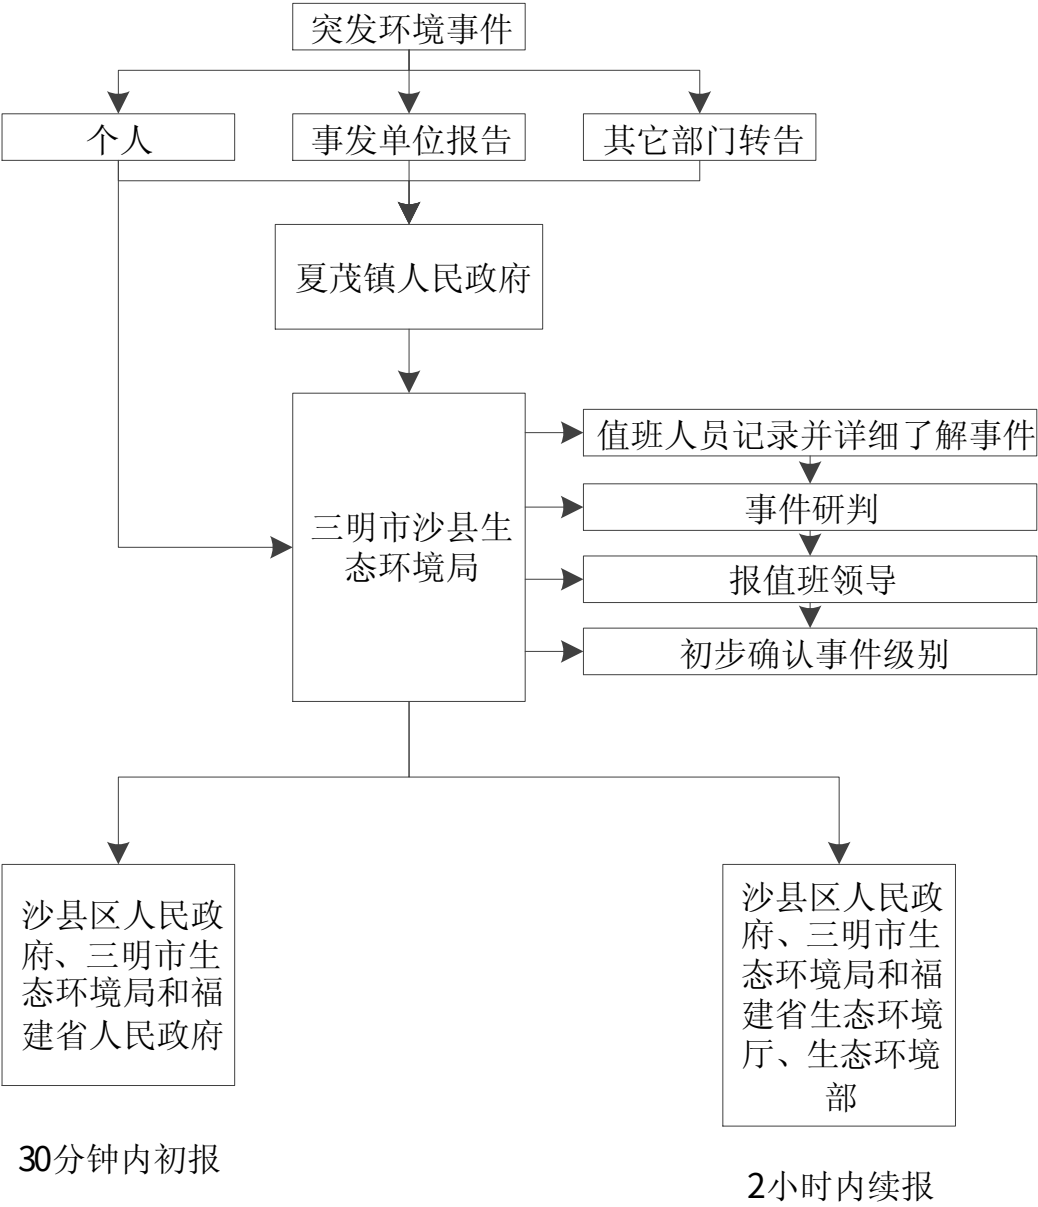 突发环境事件
个人
事发单位报告
其它部门转告
夏茂镇人民政府
三明市沙县生
态环境局
值班人员记录并详细了解事件
事件研判
报值班领导
初步确认事件级别
沙县区人民政
府、三明市生
态环境局和福
建省人民政府
30分钟内初报
沙县区人民政
府、三明市生
态环境局和福
建省生态环境
厅、生态环境
部
2小时内续报